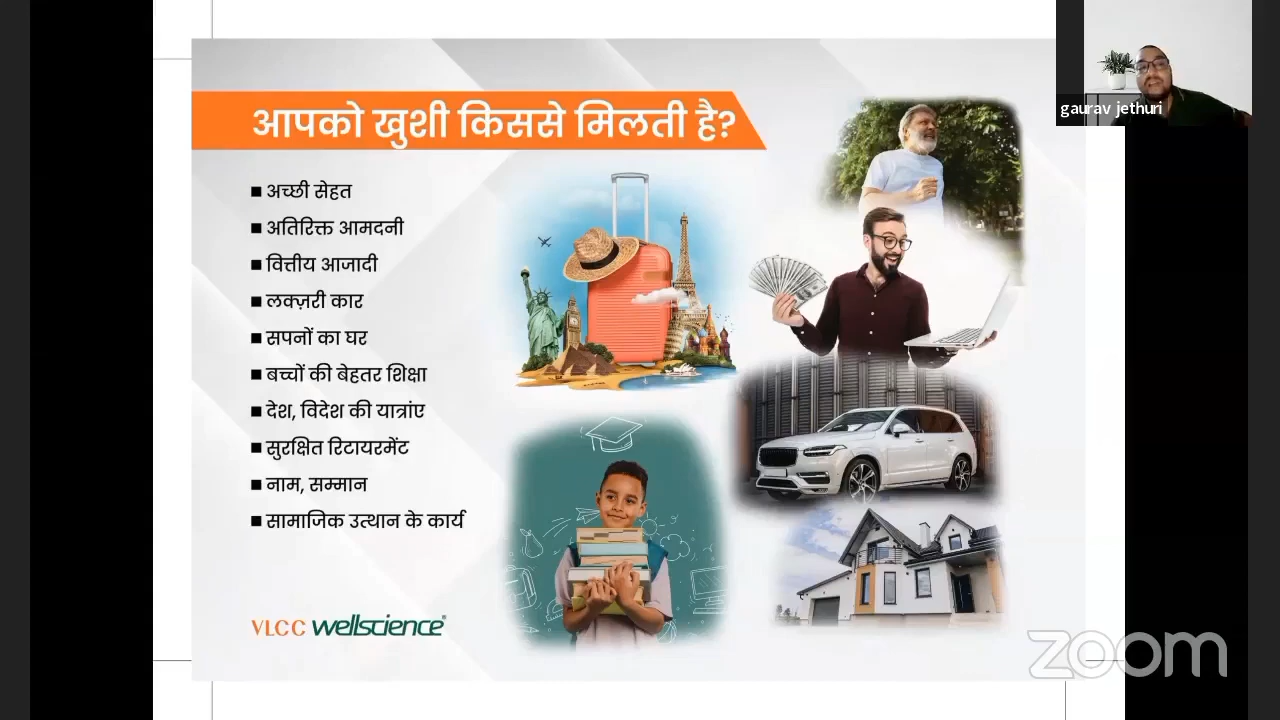 आपको खुशी किससे मिलती है?
gaurav jethuri
■ अच्छी सेहत
■ अतिरिक्त आमदनी
■ वित्तीय आजादी
■ लक्ज़री कार
■ सपनों का घर
■ बच्चों की बेहतर शिक्षा
■ देश, विदेश की यात्रांए
■ सुरक्षित रिटायरमेंट
■ नाम, सम्मान
■ सामाजिक उत्थान के कार्य
VLCC wellscience®
zoom